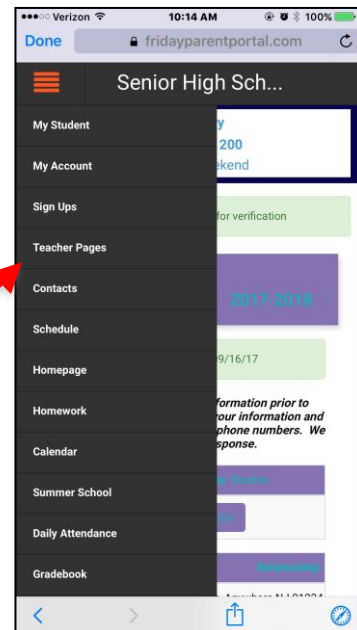 Verizon 10:14 AM 100%
Done fridayparentportal.com
Senior High Sch...
My Student
My Account
200
Sign Ups
for verification
Teacher Pages
Contacts
2017-2018
Schedule
9/16/17
Homepage
formation prior to
Homework
our information and
phone numbers. We
Calendar
sponse.
Summer School
Daily Attendance
Gradebook